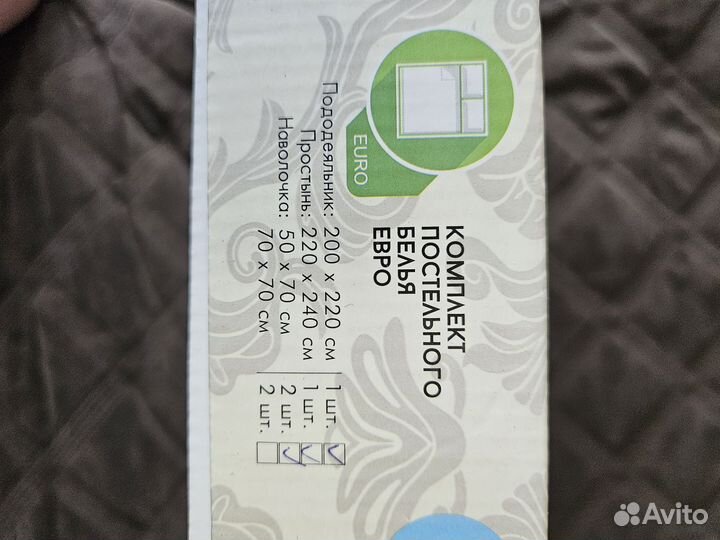 EURO
КОМПЛЕКТ
ПОСТЕЛЬНОГО
БЕЛЬЯ
ЕВРО
Пододеяльник: 200 x 220 см 1 шт.
Простынь: 220 x 240 см 1 шт.
Наволочка: 50 x 70 см 2 шт.
70 x 70 см 2 шт.
Avito